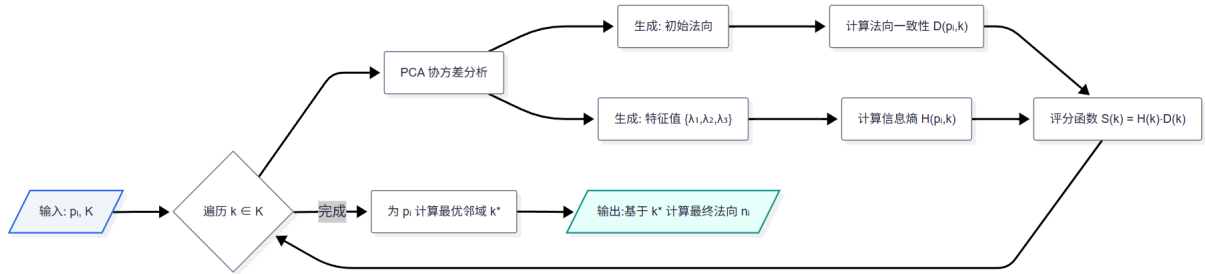 输入: pᵢ, K
遍历 k ∈ K
PCA 协方差分析
生成: 初始法向
计算法向一致性 D(pᵢ,k)
生成: 特征值 {λ₁,λ₂,λ₃}
计算信息熵 H(pᵢ,k)
评分函数 S(k) = H(k)·D(k)
完成
为 pᵢ 计算最优邻域 k*
输出:基于 k* 计算最终法向 nᵢ